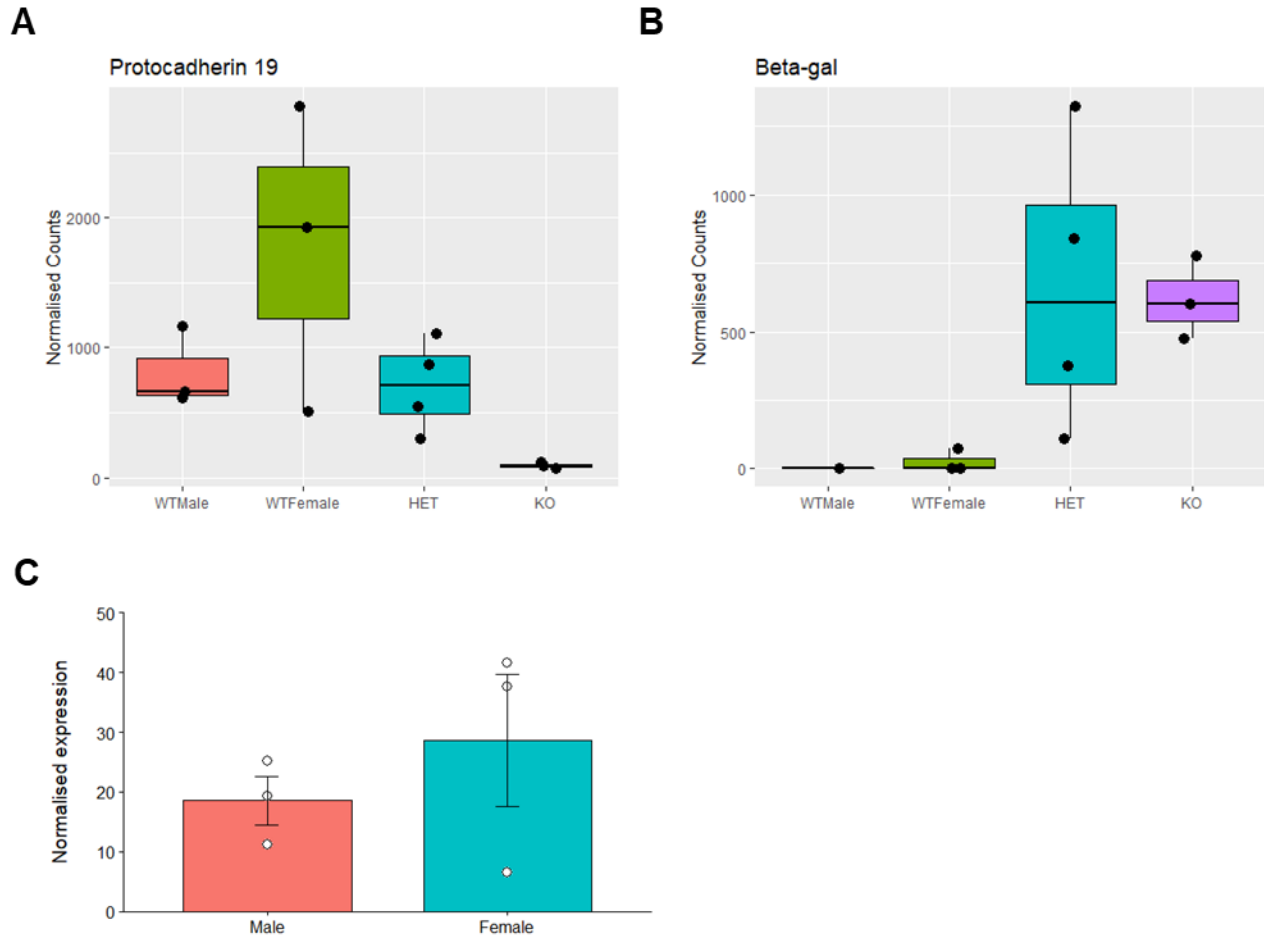 A
Protocadherin 19
Normalised Counts
2000
1000
0
WTMale WTFemale HET KO
B
Beta-gal
Normalised Counts
1000
500
0
WTMale WTFemale HET KO
C
Normalised expression
50
40
30
20
10
0
Male Female